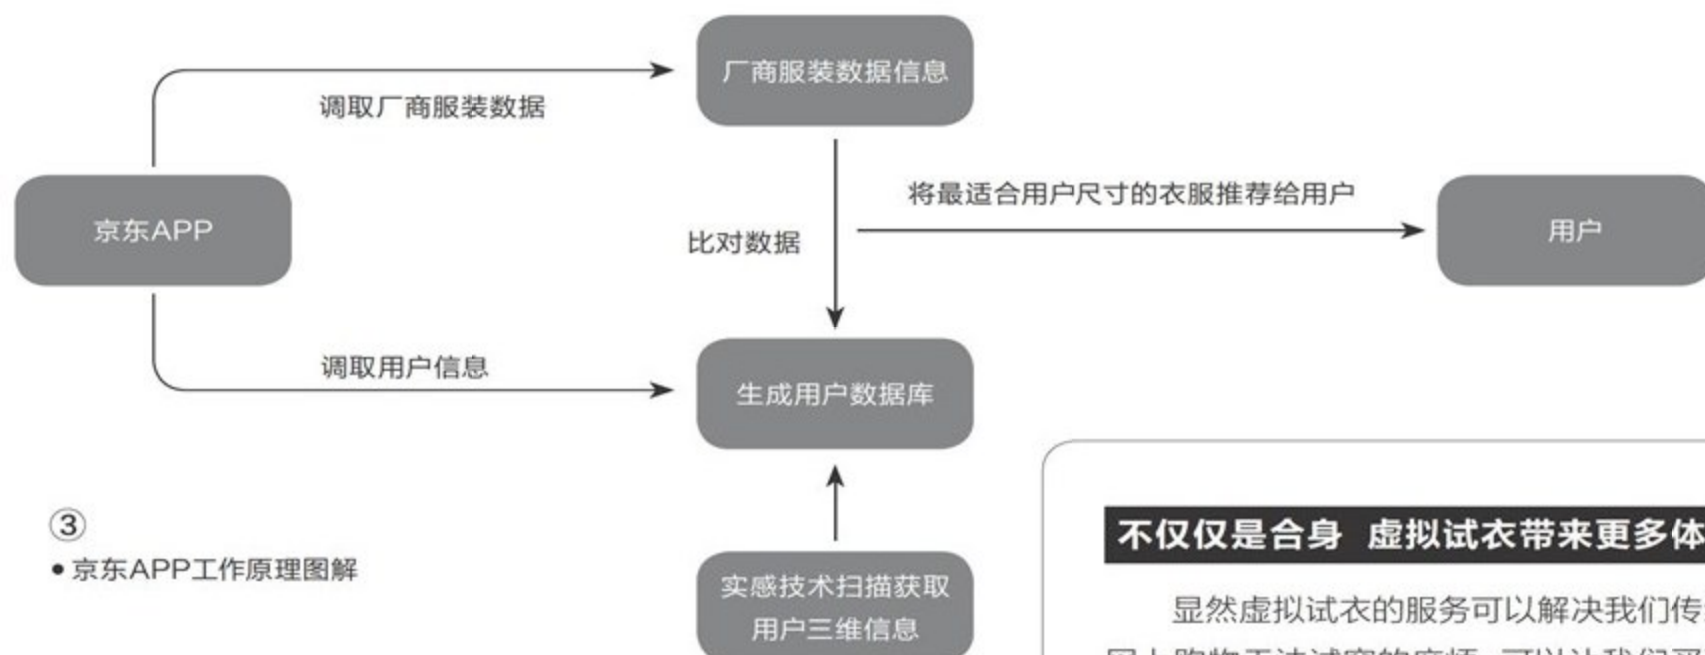 厂商服装数据信息
调取厂商服装数据
将最适合用户尺寸的衣服推荐给用户
京东APP
用户
比对数据
调取用户信息
生成用户数据库
③
• 京东APP工作原理图解
实感技术扫描获取
用户三维信息
不仅仅是合身 虚拟试衣带来更多体
显然虚拟试衣的服务可以解决我们传